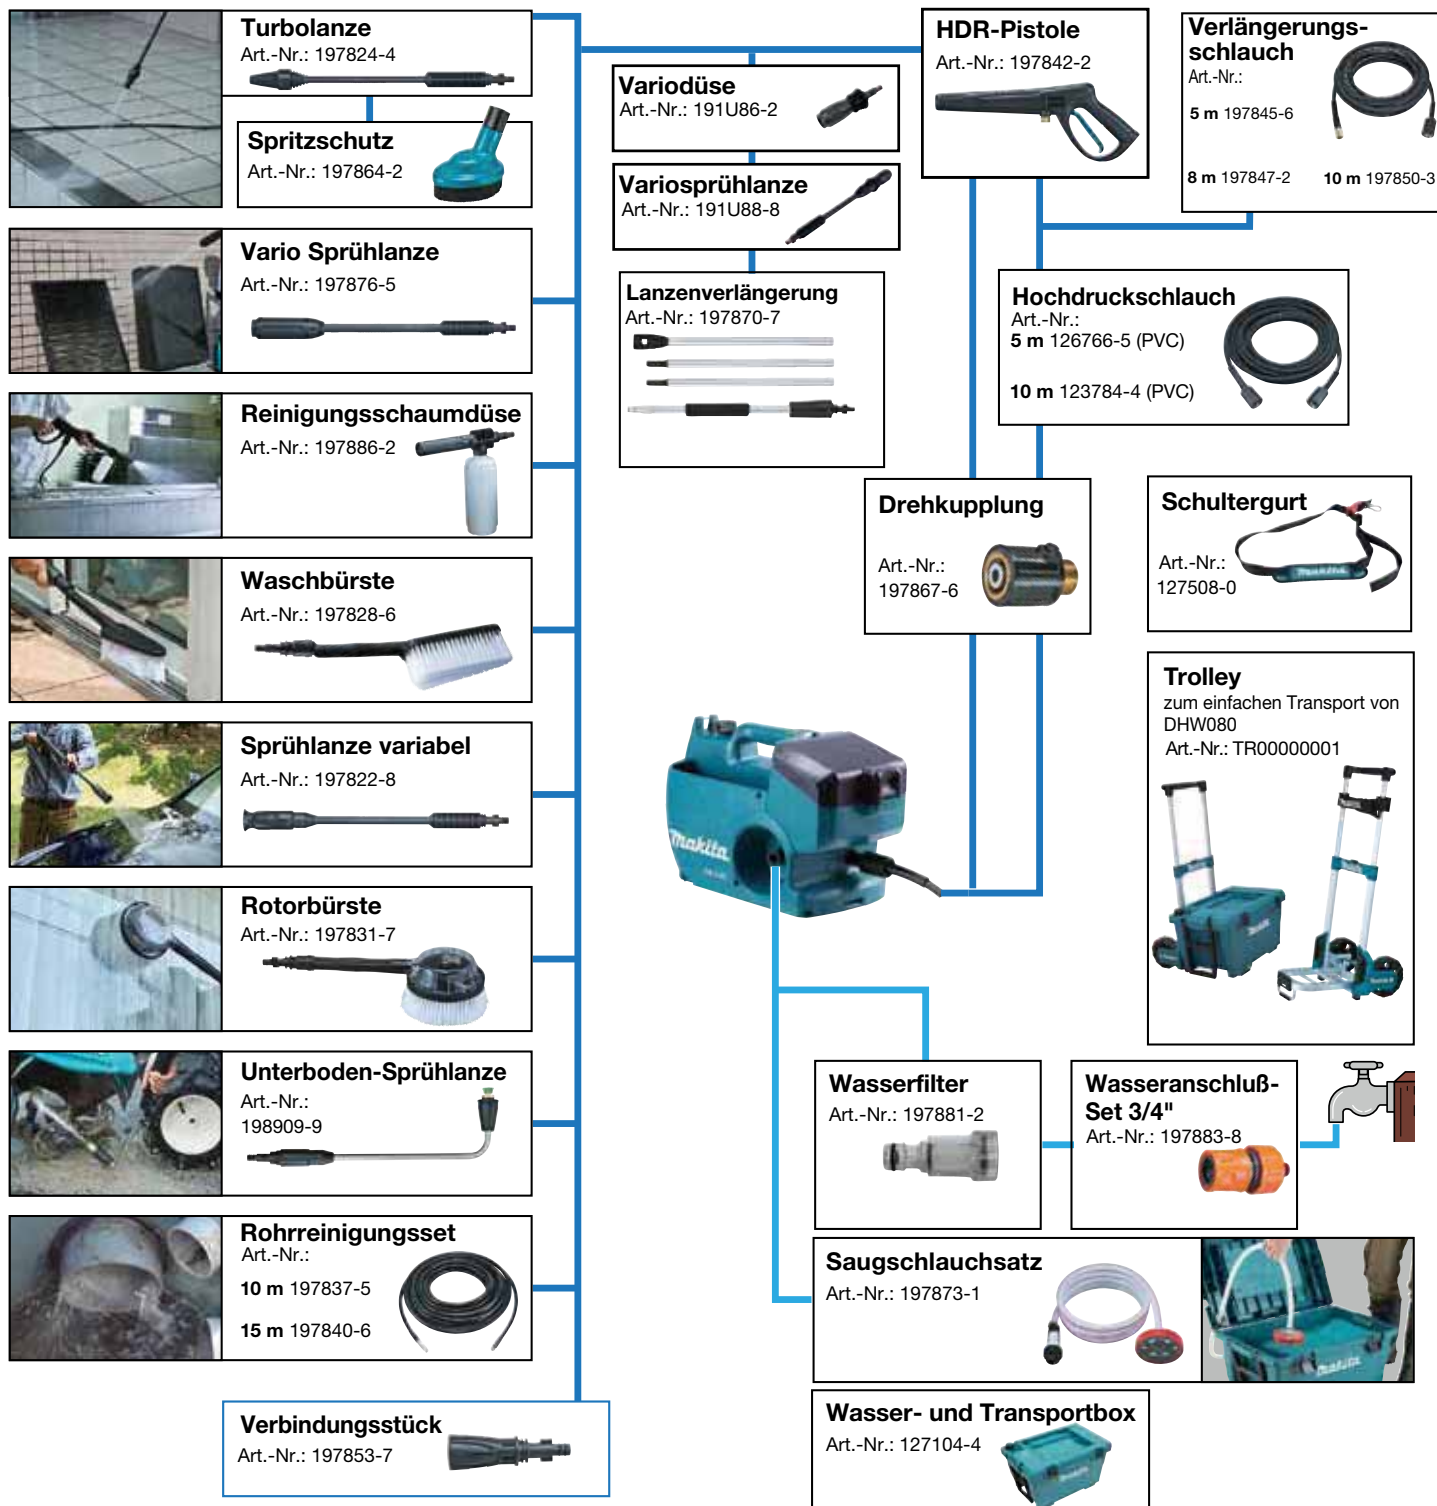 Turbolanze
Art.-Nr.: 197824-4
Spritzschutz
Art.-Nr.: 197864-2
Vario Sprühlanze
Art.-Nr.: 197876-5
Reinigungsschaumdüse
Art.-Nr.: 197886-2
Waschbürste
Art.-Nr.: 197828-6
Sprühlanze variabel
Art.-Nr.: 197822-8
Rotorbürste
Art.-Nr.: 197831-7
Unterboden-Sprühlanze
Art.-Nr.:
198909-9
Rohrreinigungsset
Art.-Nr.:
10 m 197837-5
15 m 197840-6
Verbindungsstück
Art.-Nr.: 197853-7
Variodüse
Art.-Nr.: 191U86-2
Variosprühlanze
Art.-Nr.: 191U88-8
Lanzenverlängerung
Art.-Nr.: 197870-7
HDR-Pistole
Art.-Nr.: 197842-2
Verlängerungs-
schlauch
Art.-Nr.:
5 m 197845-6
8 m 197847-2 10 m 197850-3
Hochdruckschlauch
Art.-Nr.:
5 m 126766-5 (PVC)
10 m 123784-4 (PVC)
Drehkupplung
Art.-Nr.:
197867-6
Schultergurt
Art.-Nr.:
127508-0
makita
Trolley
zum einfachen Transport von
DHW080
Art.-Nr.: TR00000001
makita
Wasserfilter
Art.-Nr.: 197881-2
Wasseranschluß-
Set 3/4"
Art.-Nr.: 197883-8
Saugschlauchsatz
Art.-Nr.: 197873-1
makita
Wasser- und Transportbox
Art.-Nr.: 127104-4